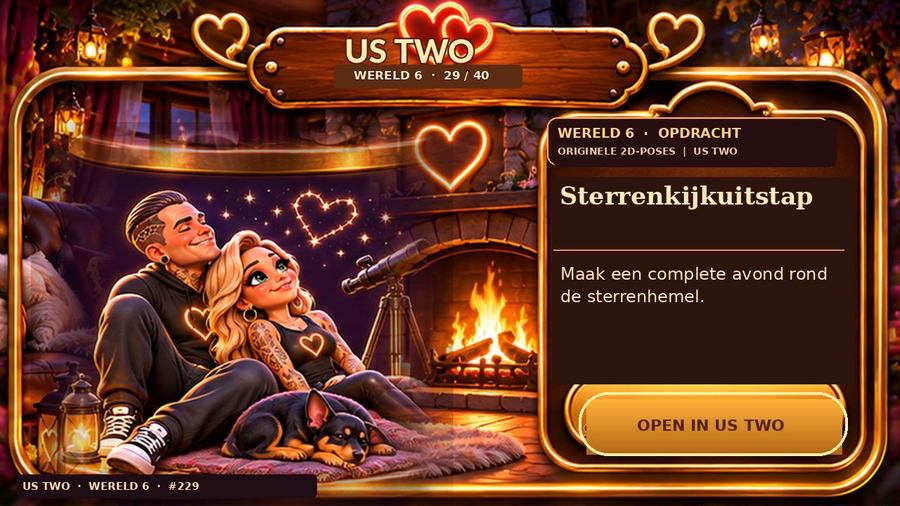 US TWO
WERELD 6 · 29 / 40
WERELD 6 · OPDRACHT
ORIGINELE 2D-POSES | US TWO
Sterrenkijkuitstap
Maak een complete avond rond
de sterrenhemel.
OPEN IN US TWO
US TWO · WERELD 6 · #229